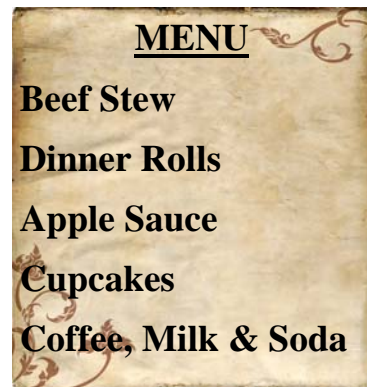 MENU
Beef Stew
Dinner Rolls
Apple Sauce
Cupcakes
Coffee, Milk & Soda